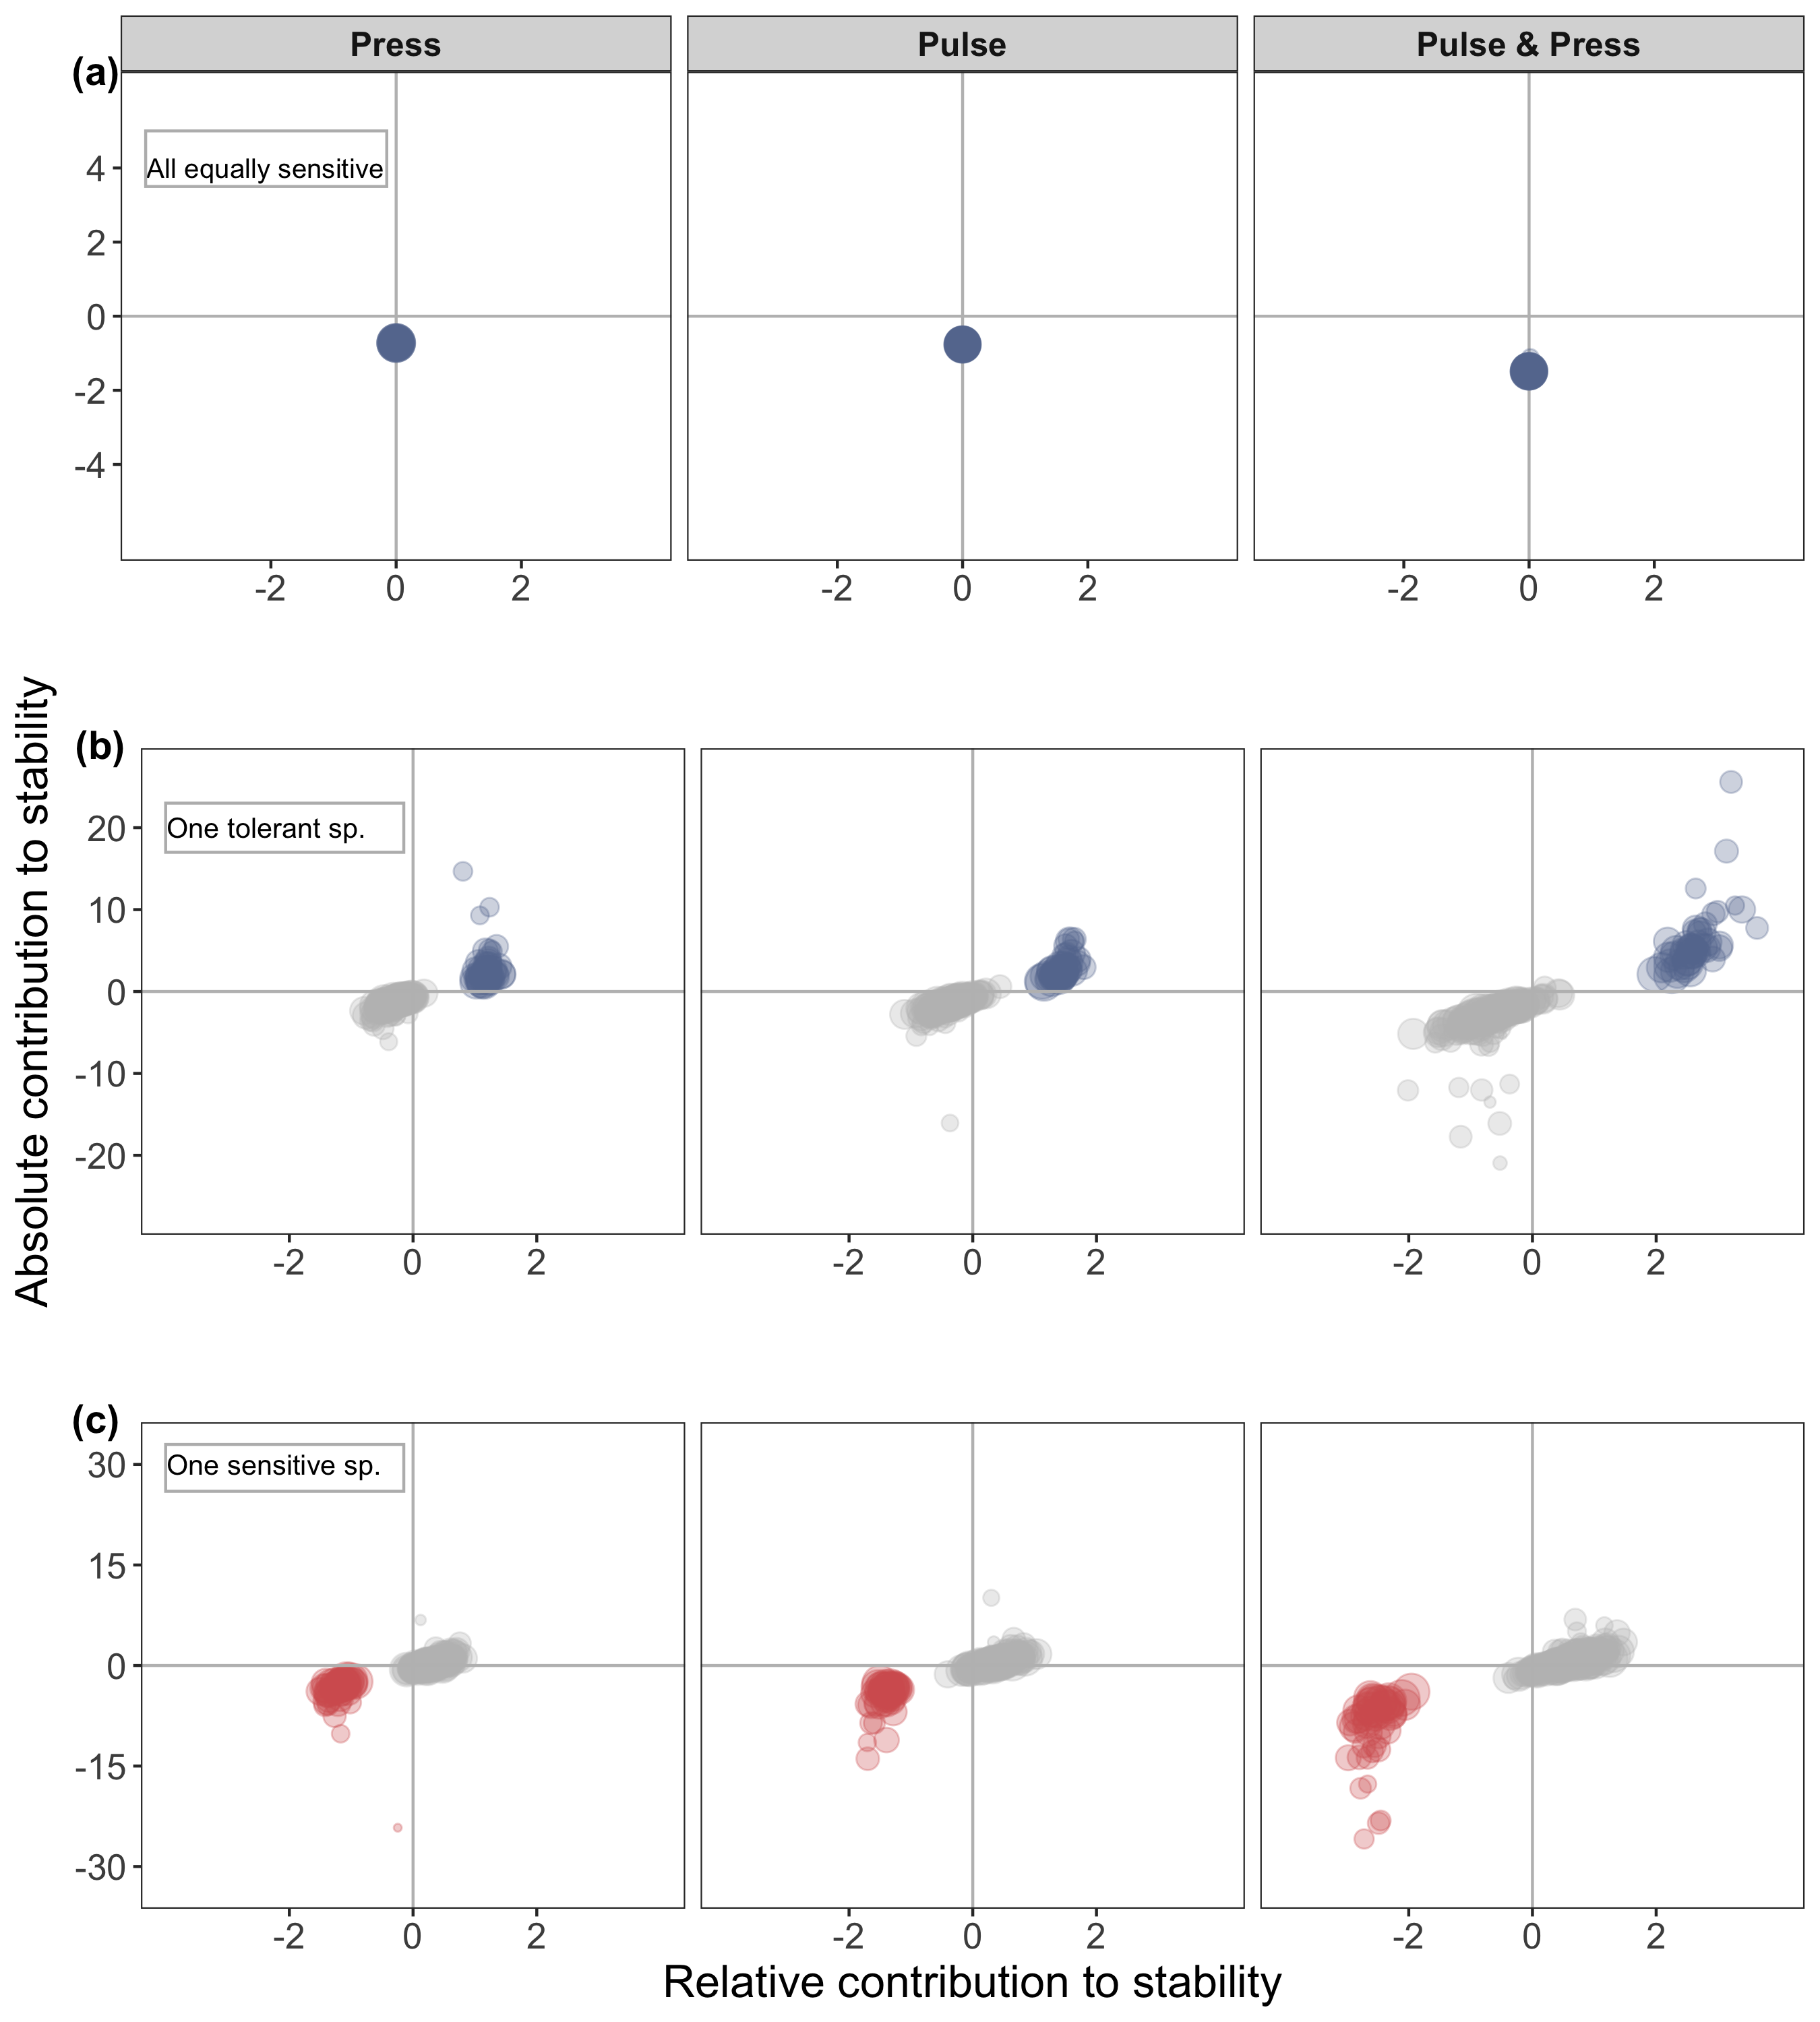 Press
Pulse
Pulse & Press
(a)
All equally sensitive
4
2
0
-2
-4
-2 0 2
-2 0 2
-2 0 2
Absolute contribution to stability
(b)
One tolerant sp.
20
10
0
-10
-20
-2 0 2
-2 0 2
-2 0 2
(c)
One sensitive sp.
30
15
0
-15
-30
-2 0 2
-2 0 2
-2 0 2
Relative contribution to stability